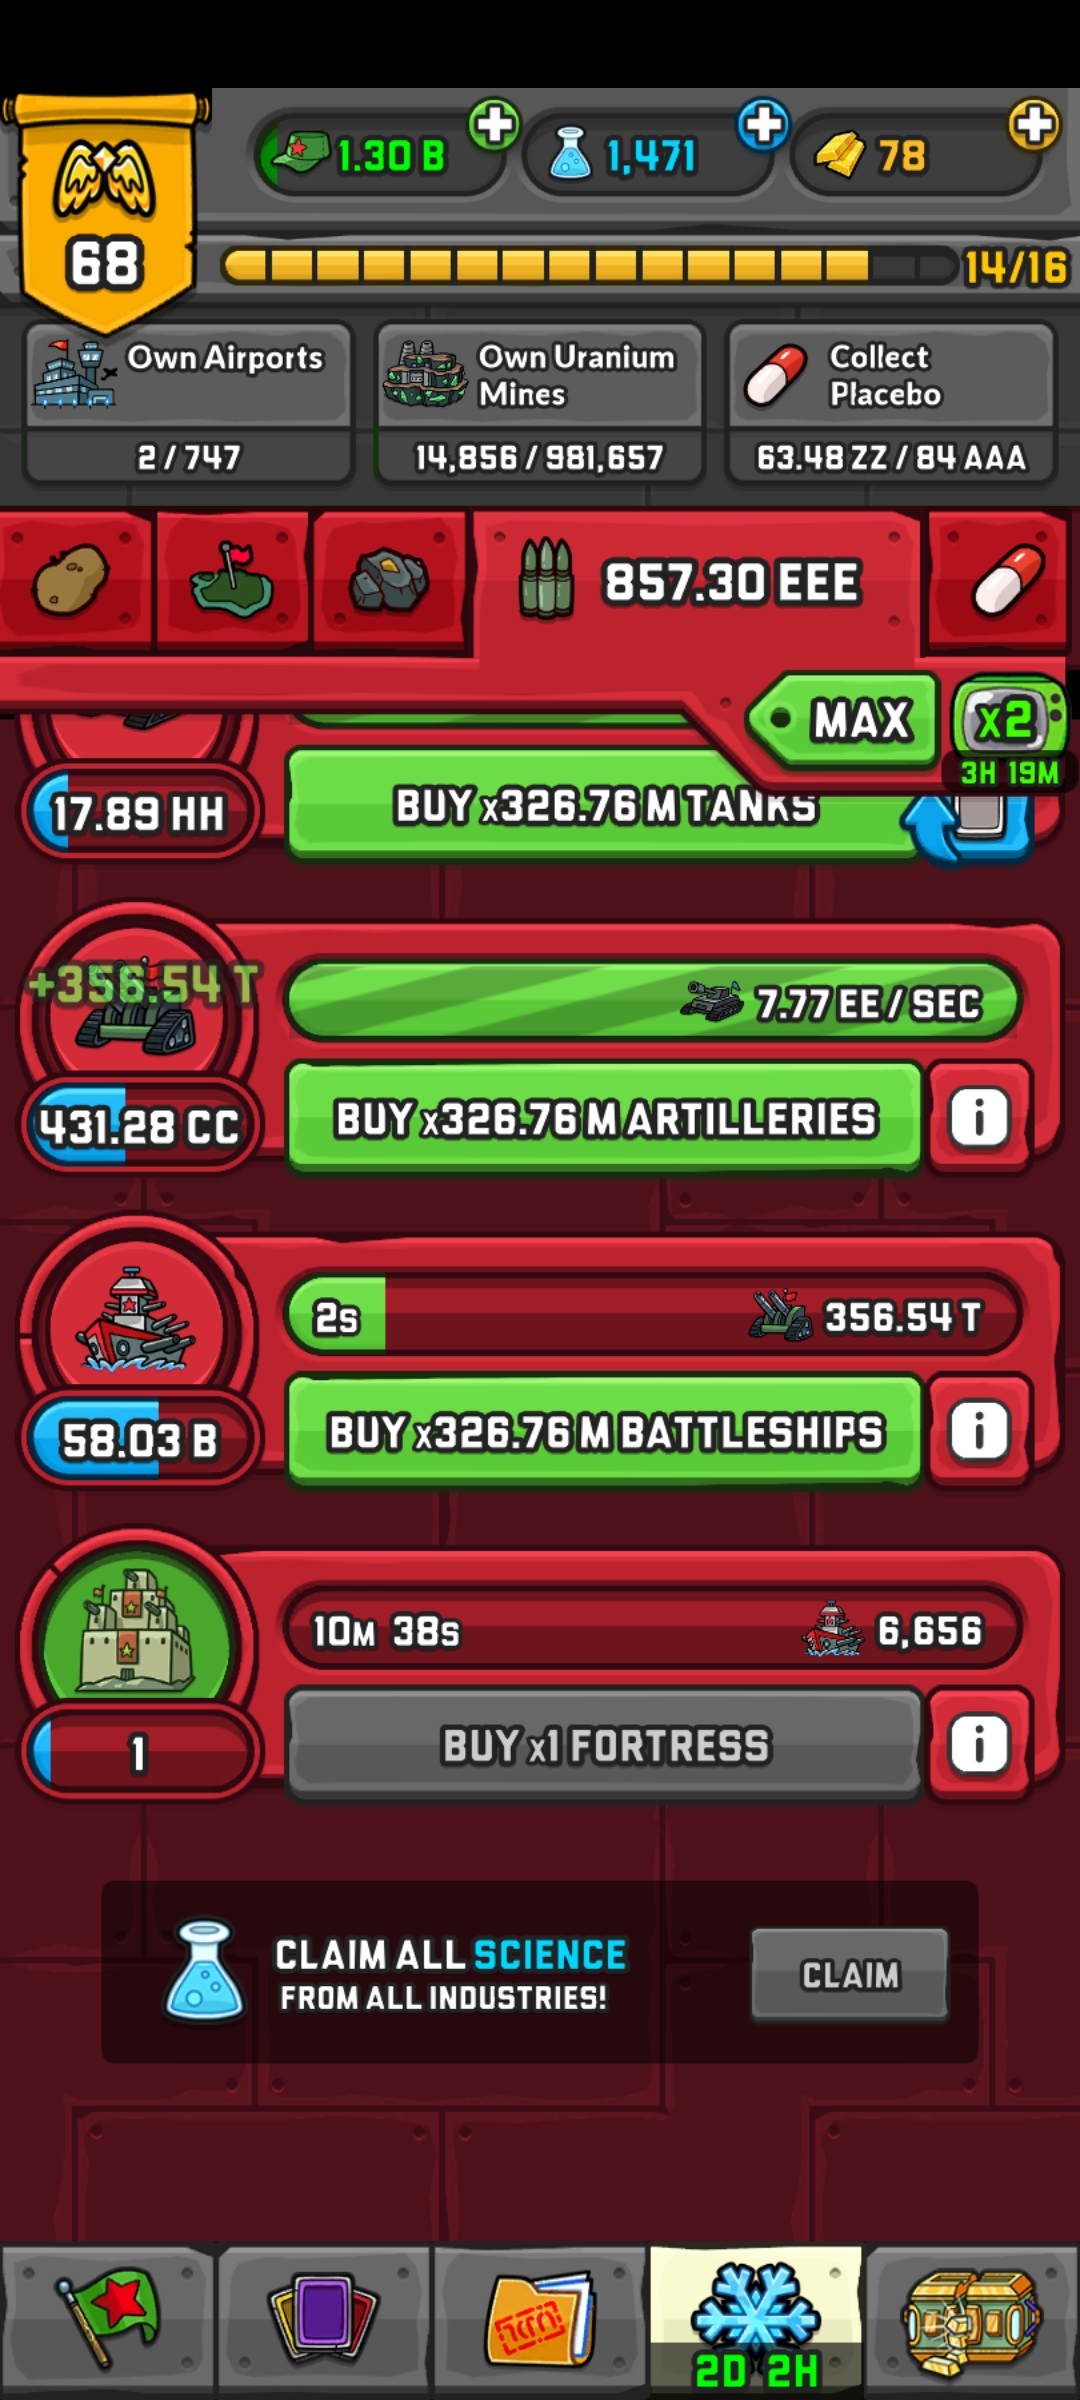 1.30 B
1,471
78
68
14/16
Own Airports
2 / 747
Own Uranium
Mines
14,856 / 981,657
Collect
Placebo
63.48 ZZ / 84 AAA
857.30 EEE
MAX
x2
3H 19M
17.89 HH
BUY x326.76 M TANKS
+356.54 T
7.77 EE / SEC
431.28 CC
BUY x326.76 M ARTILLERIES
i
2s
356.54 T
58.03 B
BUY x326.76 M BATTLESHIPS
i
10M 38s
6,656
1
BUY x1 FORTRESS
i
CLAIM ALL SCIENCE
FROM ALL INDUSTRIES!
CLAIM
2D 2H